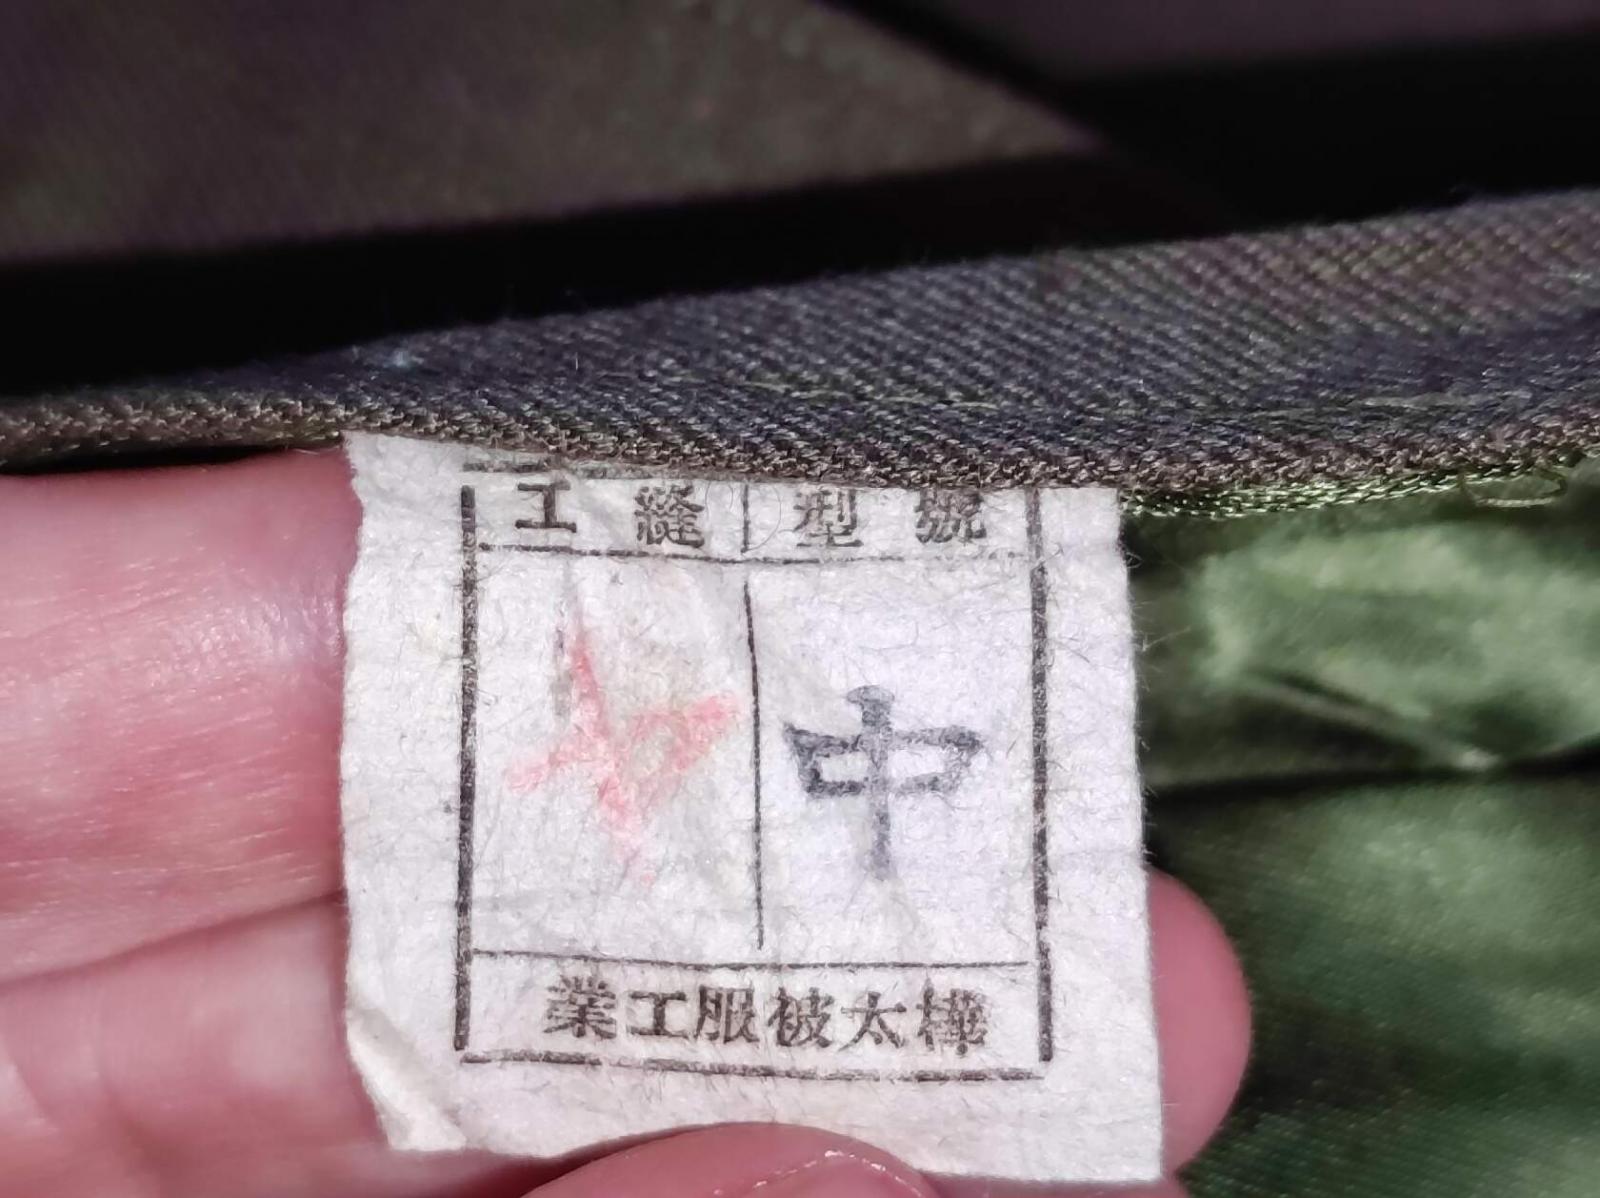 號型 縫工
中
樺太被服工業